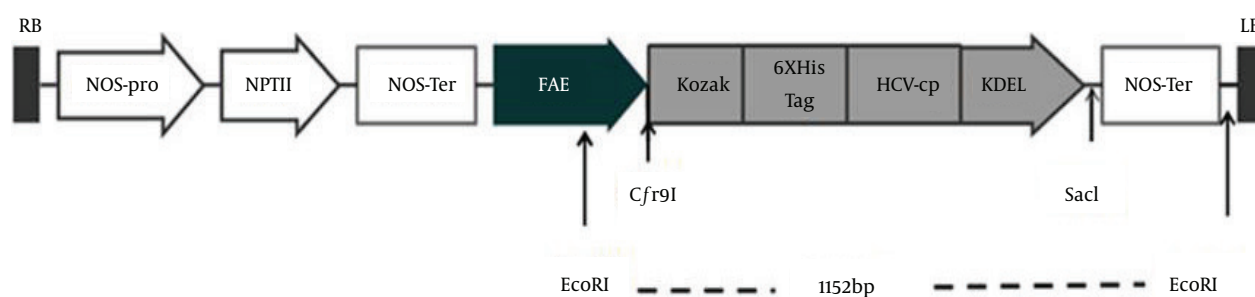 RB
LB
NOS-pro
NPTII
NOS-Ter
FAE
Kozak
6XHis
Tag
HCV-cp
KDEL
NOS-Ter
Cfr9I
SacI
EcoRI
1152bp
EcoRI